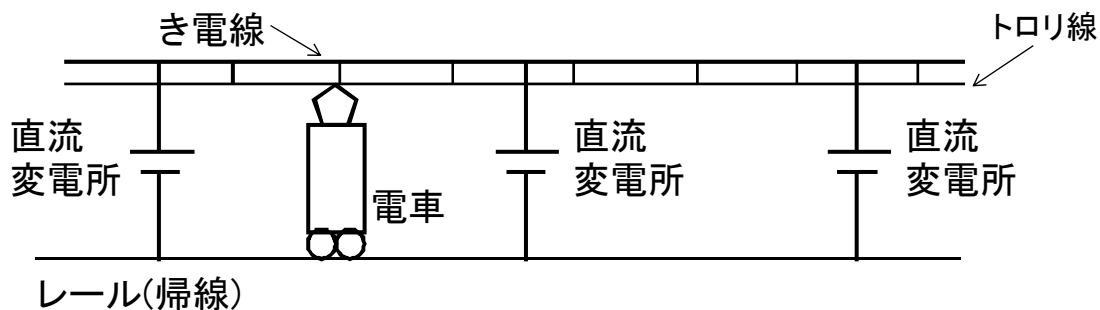 き電線
トロリ線
直流
変電所
電車
直流
変電所
直流
変電所
レール(帰線)